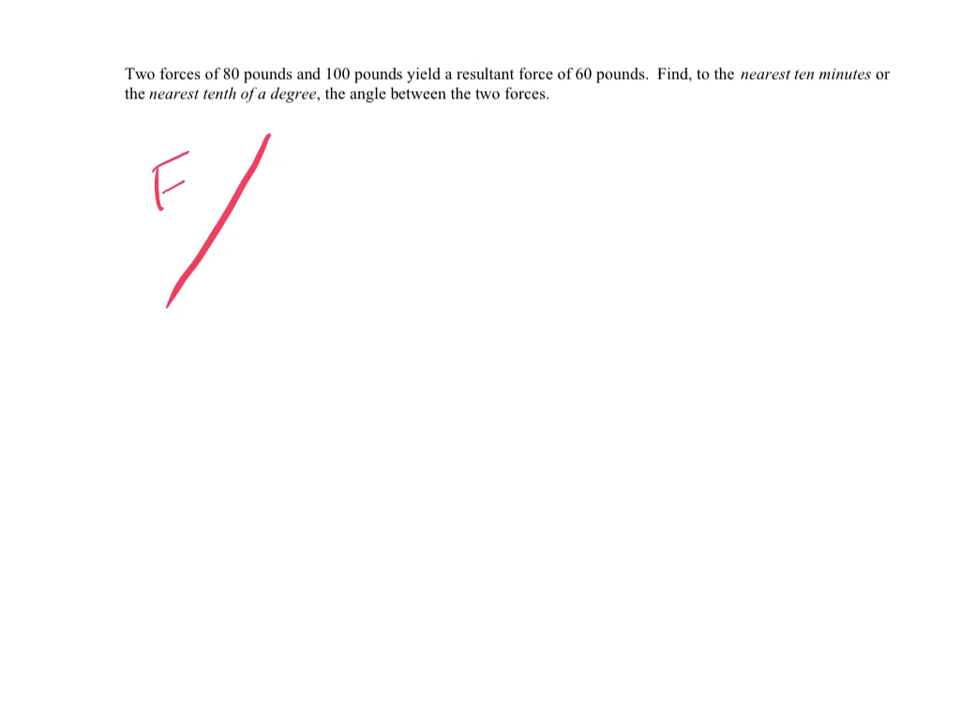 Two forces of 80 pounds and 100 pounds yield a resultant force of 60 pounds. Find, to the nearest ten minutes or
the nearest tenth of a degree, the angle between the two forces.
F